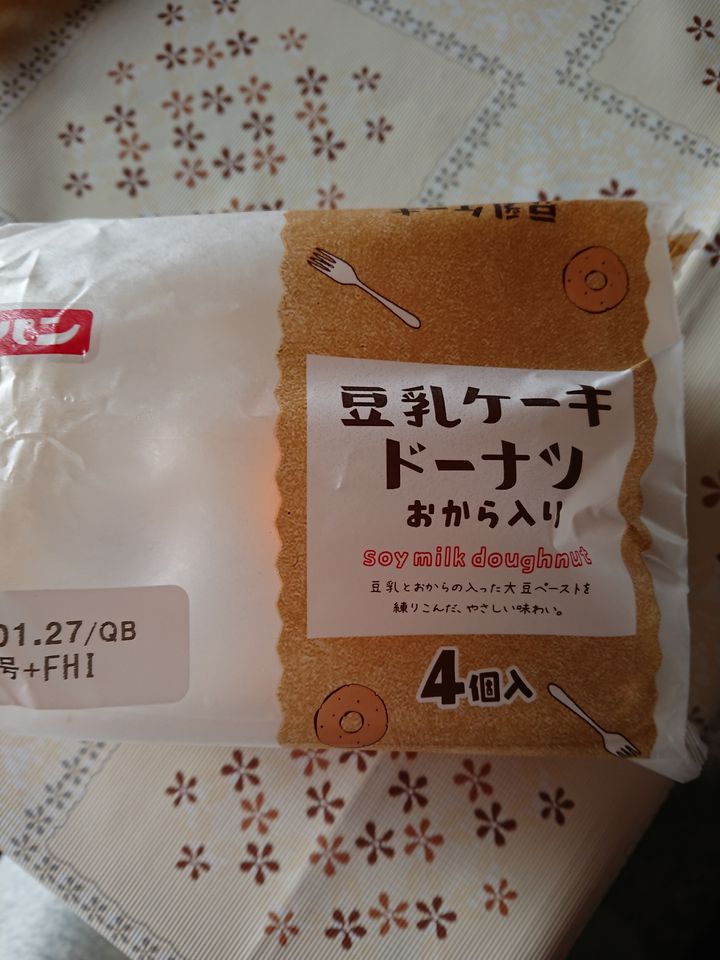 パン
豆乳ケーキ
ドーナツ
おから入り
soy milk doughnut
豆乳とおからの入った大豆ペーストを
練りこんだ、やさしい味わい。
4個入
01.27/QB
号+FHI